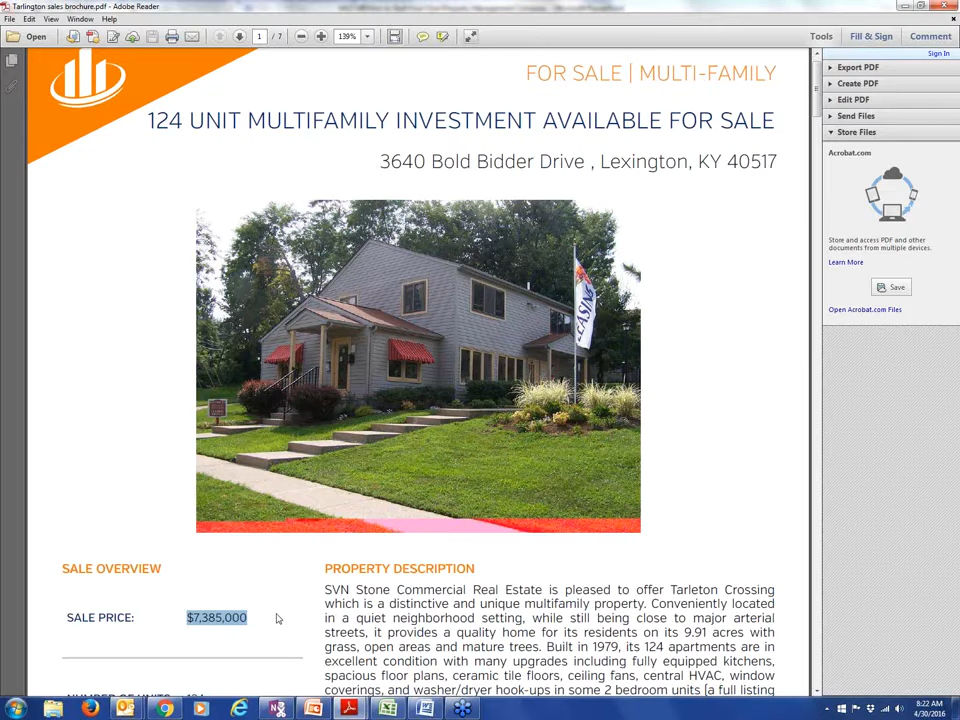 Tarlington sales brochure.pdf - Adobe Reader
File Edit View Window Help
Open 1 / 7 139% Tools Fill & Sign Comment
Sign In
FOR SALE | MULTI-FAMILY
124 UNIT MULTIFAMILY INVESTMENT AVAILABLE FOR SALE
3640 Bold Bidder Drive , Lexington, KY 40517
LEASING
SALE OVERVIEW
SALE PRICE: $7,385,000
PROPERTY DESCRIPTION
SVN Stone Commercial Real Estate is pleased to offer Tarleton Crossing
which is a distinctive and unique multifamily property. Conveniently located
in a quiet neighborhood setting, while still being close to major arterial
streets, it provides a quality home for its residents on its 9.91 acres with
grass, open areas and mature trees. Built in 1979, its 124 apartments are in
excellent condition with many upgrades including fully equipped kitchens,
spacious floor plans, ceramic tile floors, ceiling fans, central HVAC, window
coverings, and washer/dryer hook-ups in some 2 bedroom units [a full listing
Export PDF
Create PDF
Edit PDF
Send Files
Store Files
Acrobat.com
Store and access PDF and other
documents from multiple devices.
Learn More
Save
Open Acrobat.com Files
8:22 AM
4/30/2016